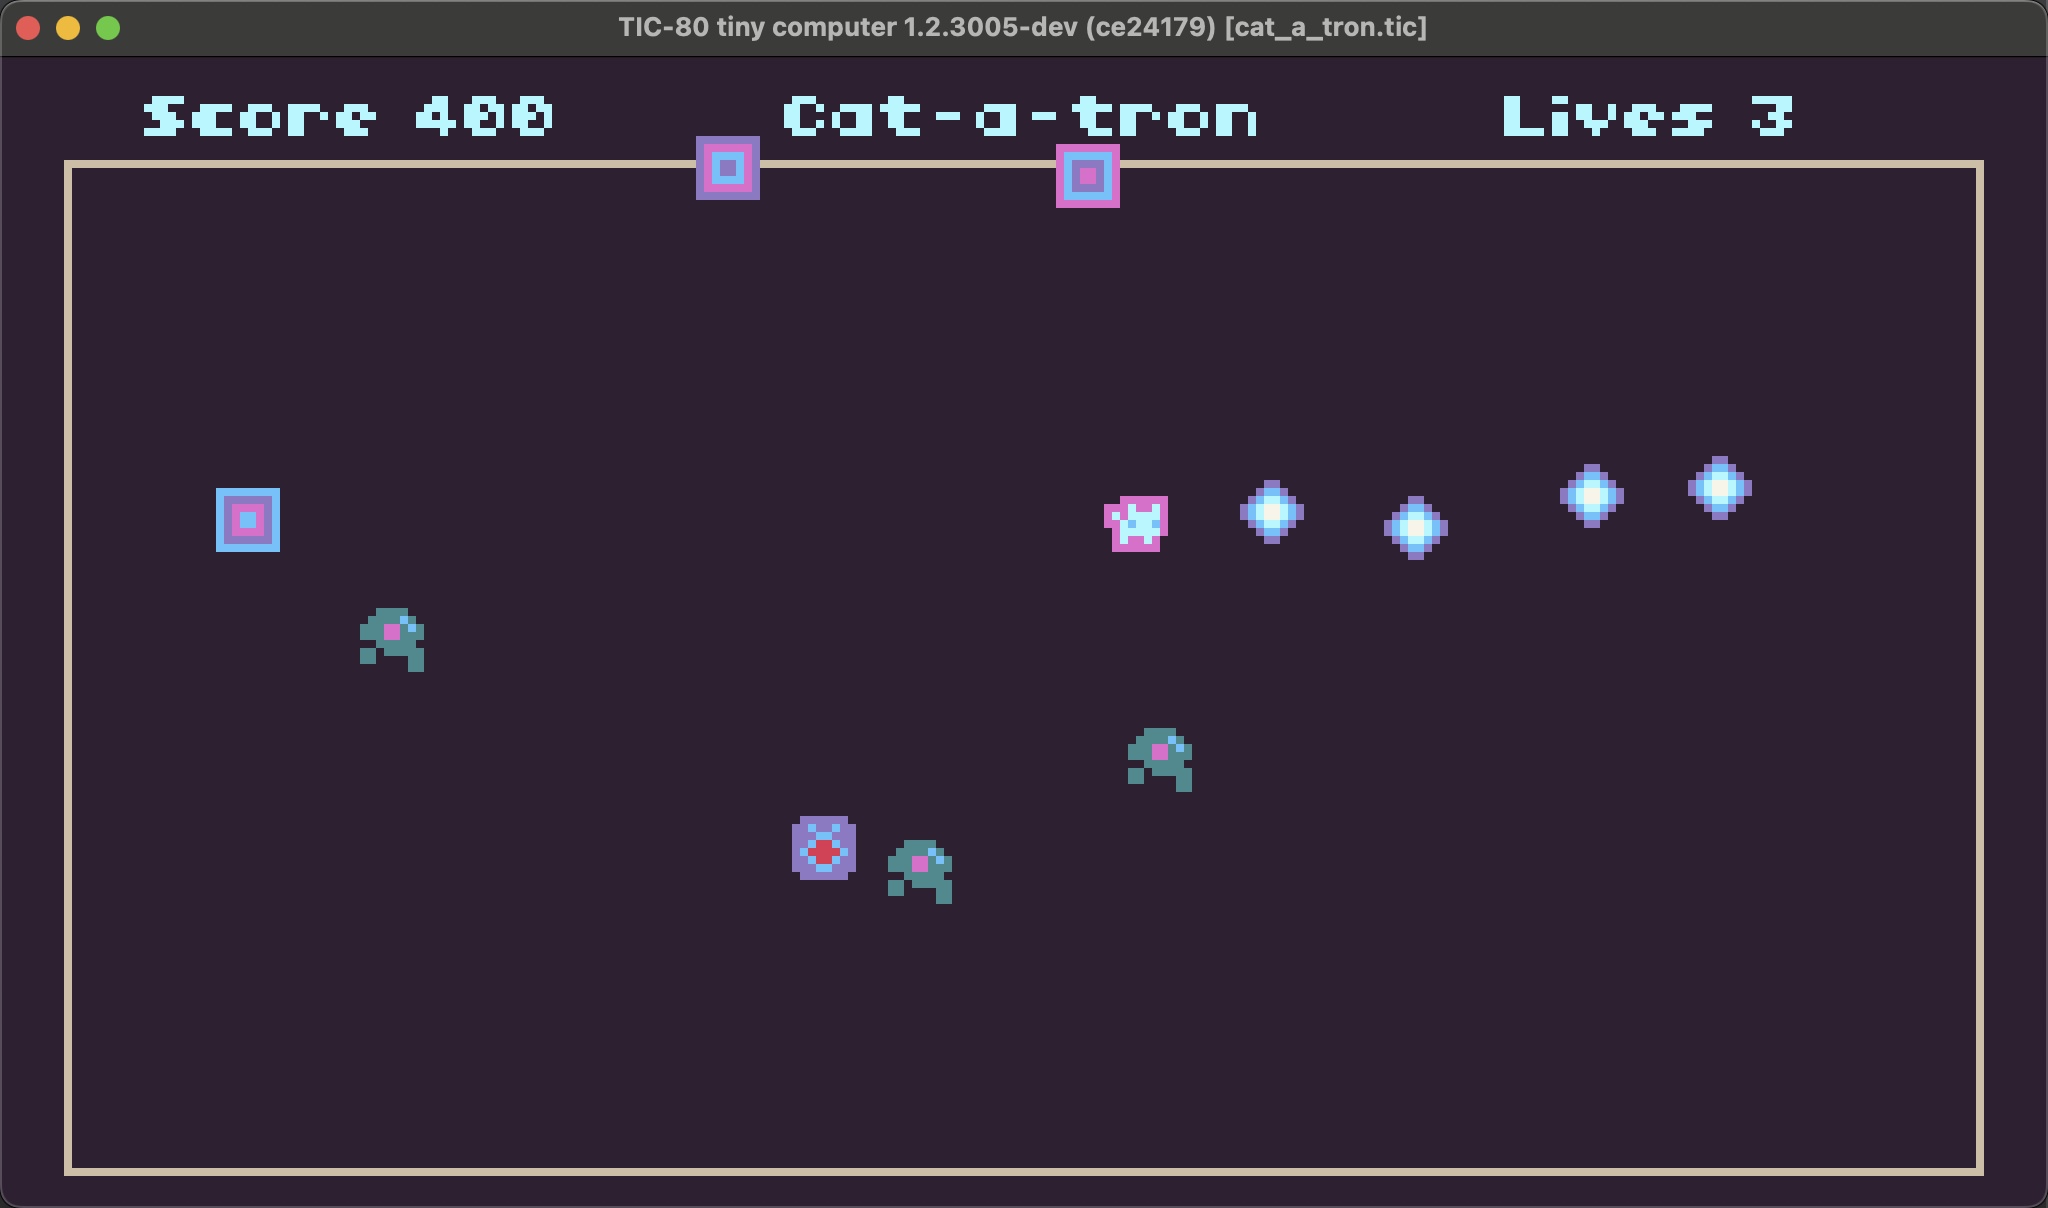 TIC-80 tiny computer 1.2.3005-dev (ce24179) [cat_a_tron.tic]
Score 400 Cat-a-tron Lives 3